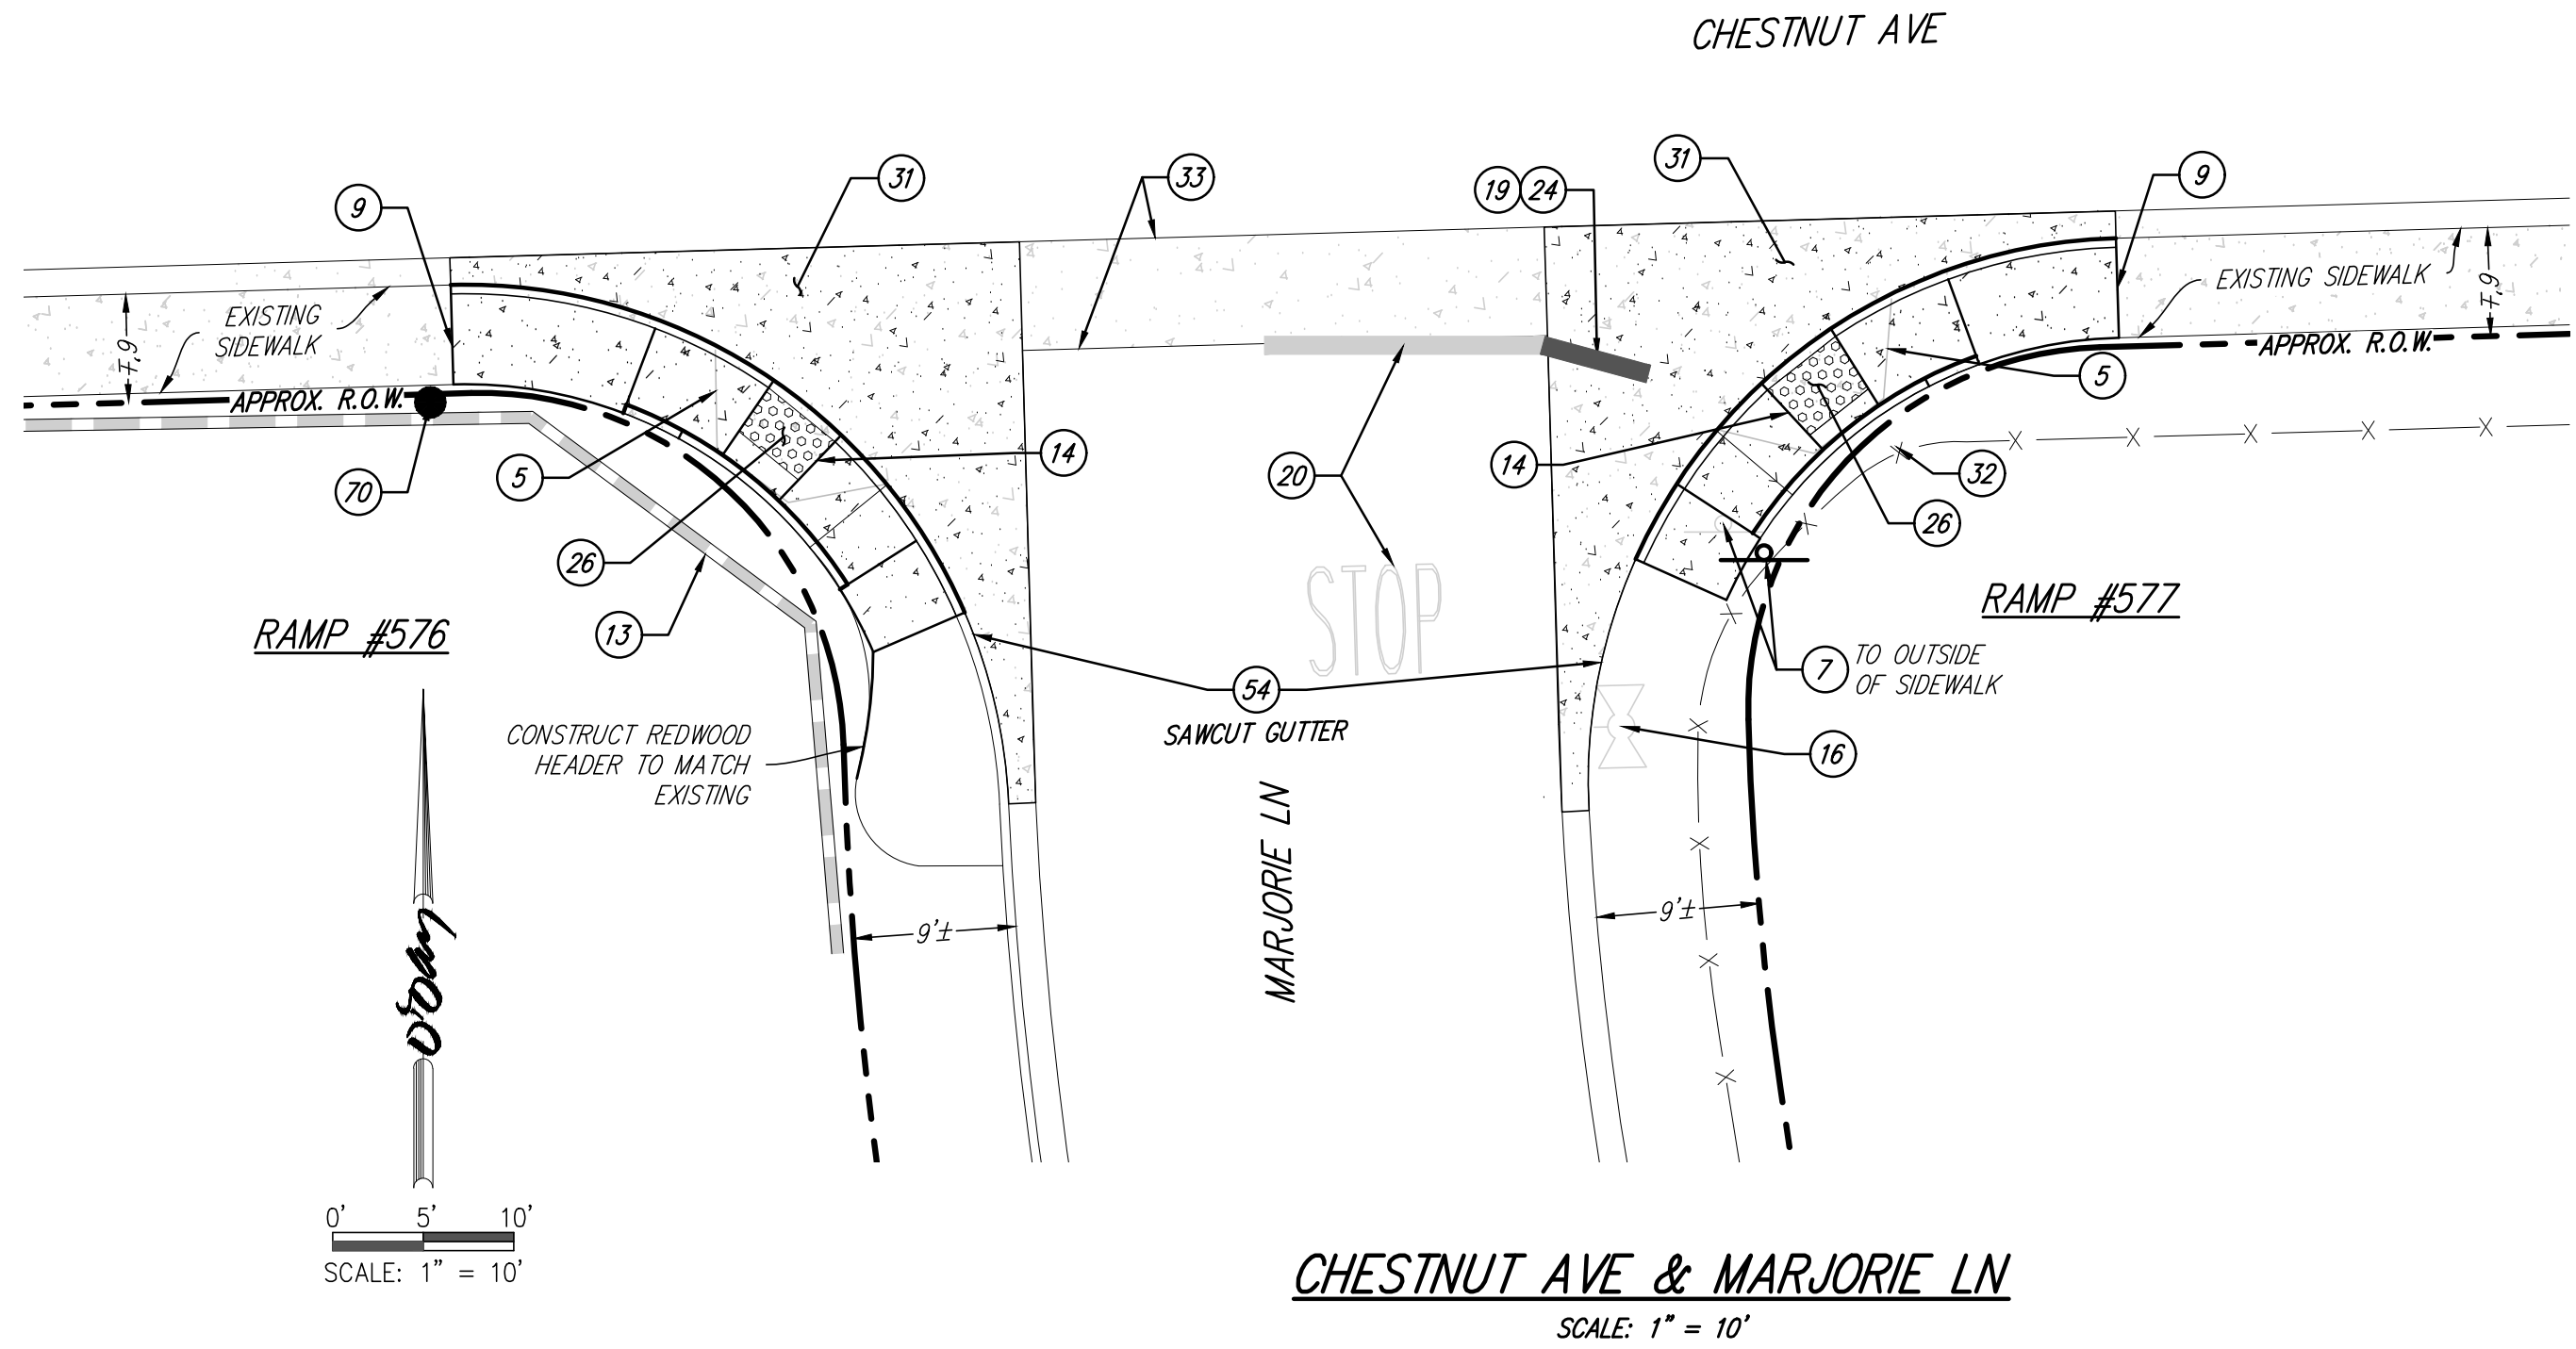 CHESTNUT AVE
31
9
31
33
19 24
9
EXISTING SIDEWALK
6'±
EXISTING
SIDEWALK
6'±
APPROX. R.O.W.
APPROX. R.O.W.
5
14
14
20
5
70
32
26
26
13
RAMP #576
RAMP #577
STOP
54
SAWCUT GUTTER
7 TO OUTSIDE
OF SIDEWALK
CONSTRUCT REDWOOD
HEADER TO MATCH
EXISTING
16
MARJORIE LN
9'±
9'±
0' 5' 10'
SCALE: 1" = 10'
CHESTNUT AVE & MARJORIE LN
SCALE: 1" = 10'